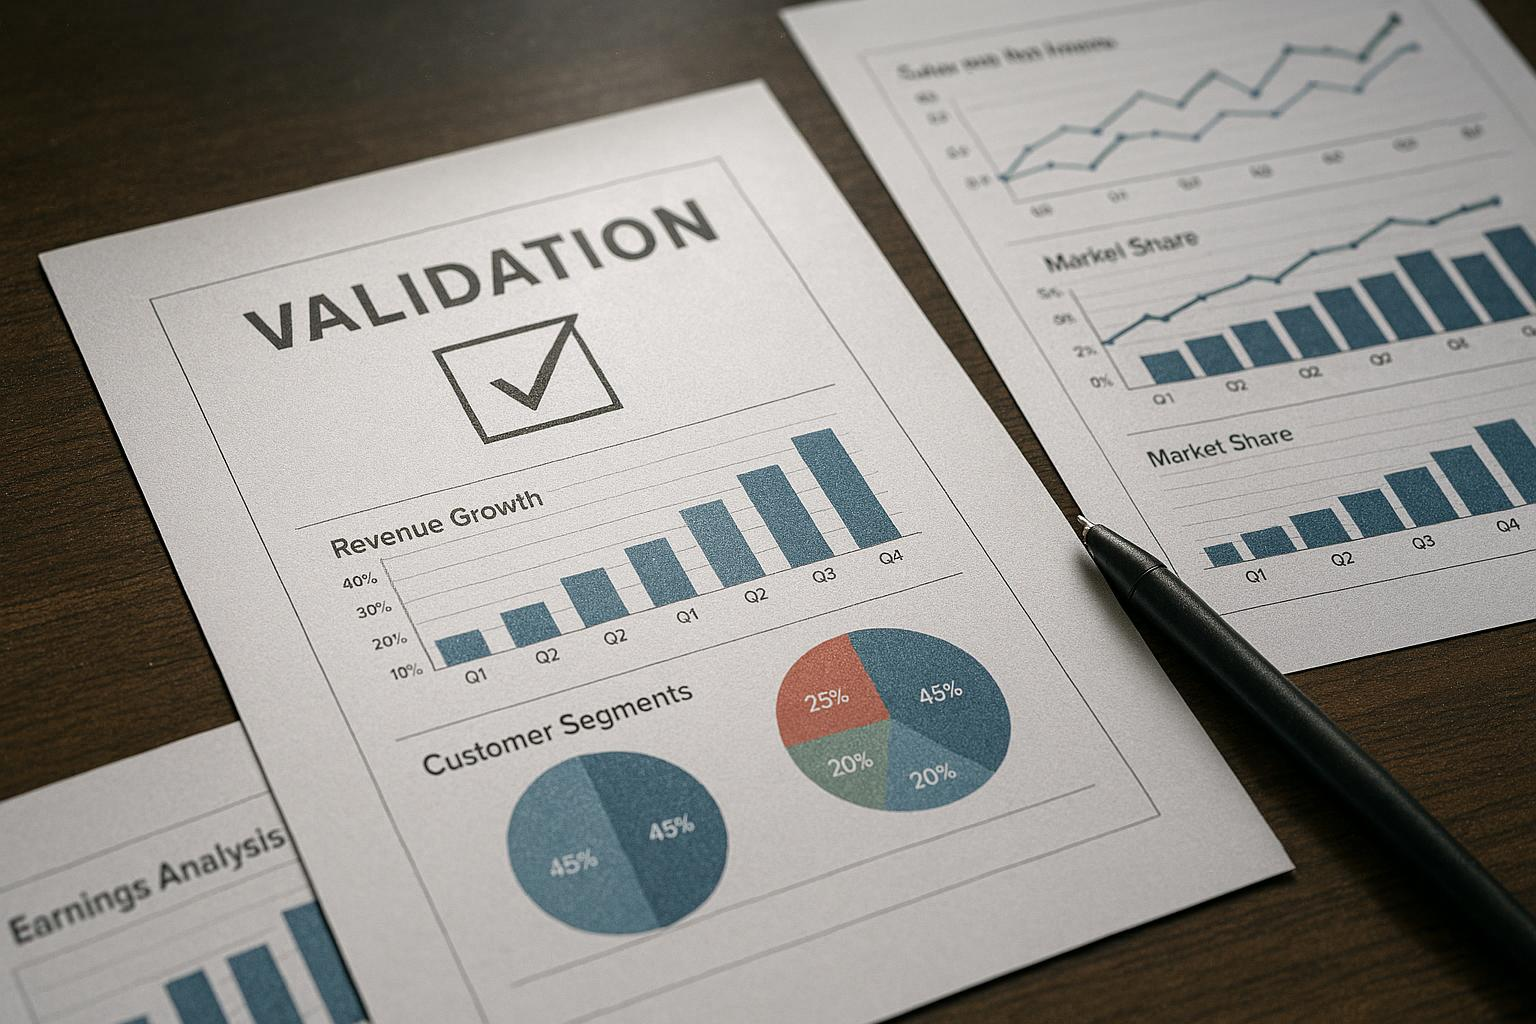 VALIDATION
Revenue Growth
40%
30%
20%
10%
Q1 Q2 Q2 Q1 Q2 Q3 Q4
Customer Segments
45% 45%
25% 45%
20% 20%
Earnings Analysis
Market Share
2%
0%
Q1 Q2 Q2 Q2
Market Share
Q1 Q2 Q3 Q4